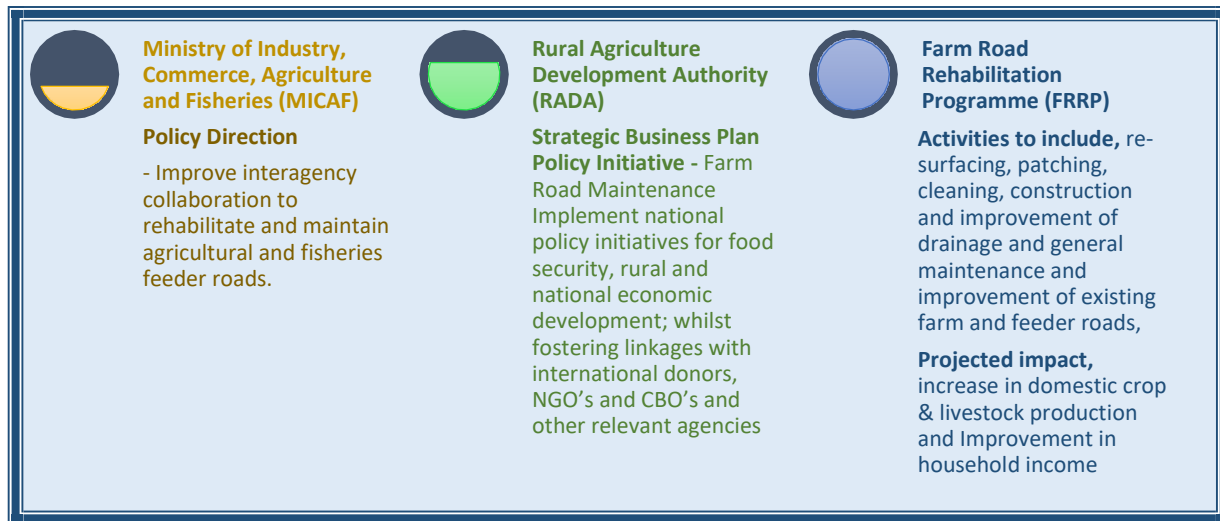 Ministry of Industry,
Commerce, Agriculture
and Fisheries (MICAF)
Policy Direction
- Improve interagency
collaboration to
rehabilitate and maintain
agricultural and fisheries
feeder roads.
Rural Agriculture
Development Authority
(RADA)
Strategic Business Plan
Policy Initiative - Farm
Road Maintenance
Implement national
policy initiatives for food
security, rural and
national economic
development; whilst
fostering linkages with
international donors,
NGO's and CBO's and
other relevant agencies
Farm Road
Rehabilitation
Programme (FRRP)
Activities to include, re-
surfacing, patching,
cleaning, construction
and improvement of
drainage and general
maintenance and
improvement of existing
farm and feeder roads,
Projected impact,
increase in domestic crop
& livestock production
and Improvement in
household income